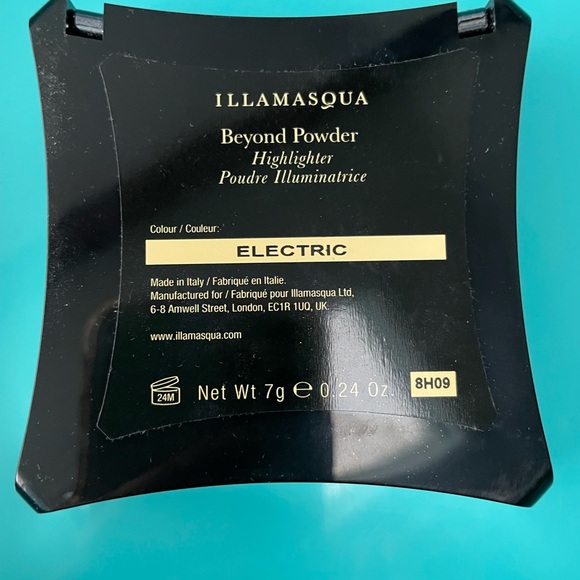 ILLAMASQUA
Beyond Powder
Highlighter
Poudre Illuminatrice
Colour / Couleur:
ELECTRIC
Made in Italy / Fabriqué en Italie.
Manufactured for / Fabriqué pour Illamasqua Ltd,
6-8 Amwell Street, London, EC1R 1UQ, UK.
www.illamasqua.com
24M
Net Wt 7g ℮ 0.24 Oz.
8H09